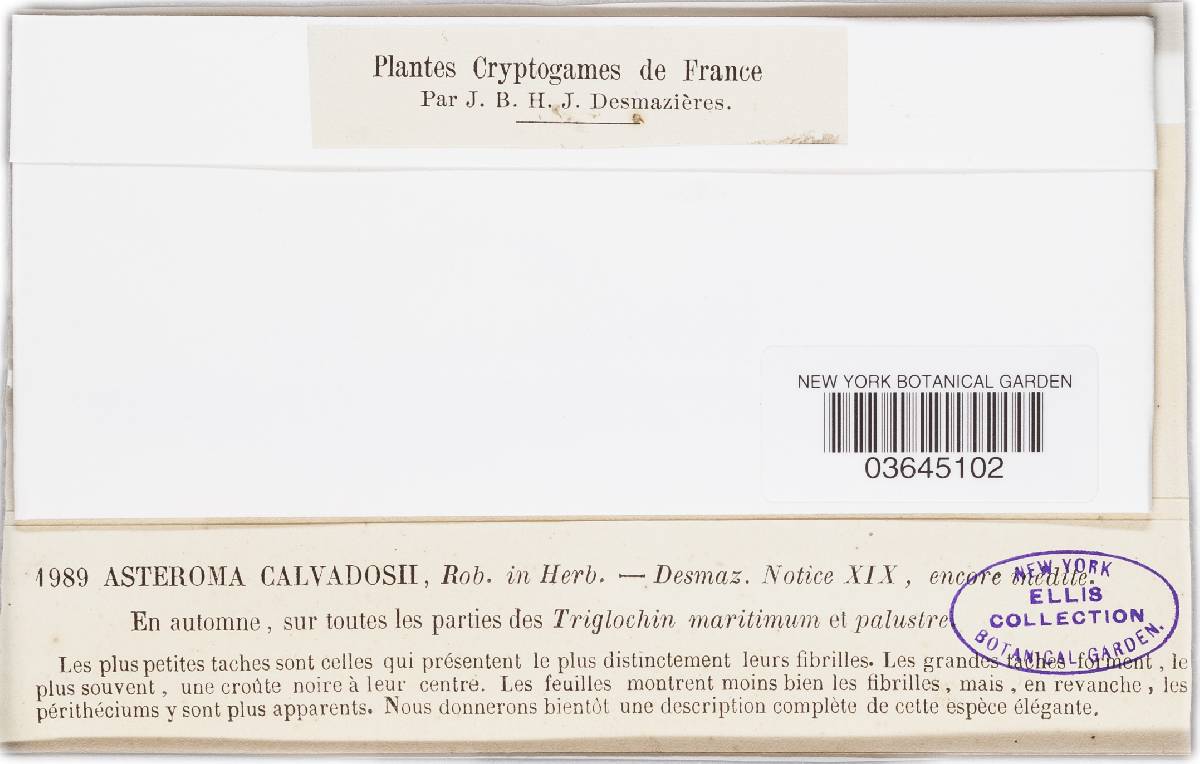 Plantes Cryptogames de France
Par J. B. H. J. Desmazières.
NEW YORK BOTANICAL GARDEN
03645102
1989 ASTEROMA CALVADOSII, Rob. in Herb. — Desmaz. Notice XIX, encore inédite.
En automne, sur toutes les parties des Triglochin maritimum et palustre
NEW YORK
ELLIS
COLLECTION
BOTANICAL GARDEN.
Les plus petites taches sont celles qui présentent le plus distinctement leurs fibrilles. Les grandes taches forment, le
plus souvent, une croûte noire à leur centre. Les feuilles montrent moins bien les fibrilles, mais, en revanche, les
périthéciums y sont plus apparents. Nous donnerons bientôt une description complète de cette espèce élégante.